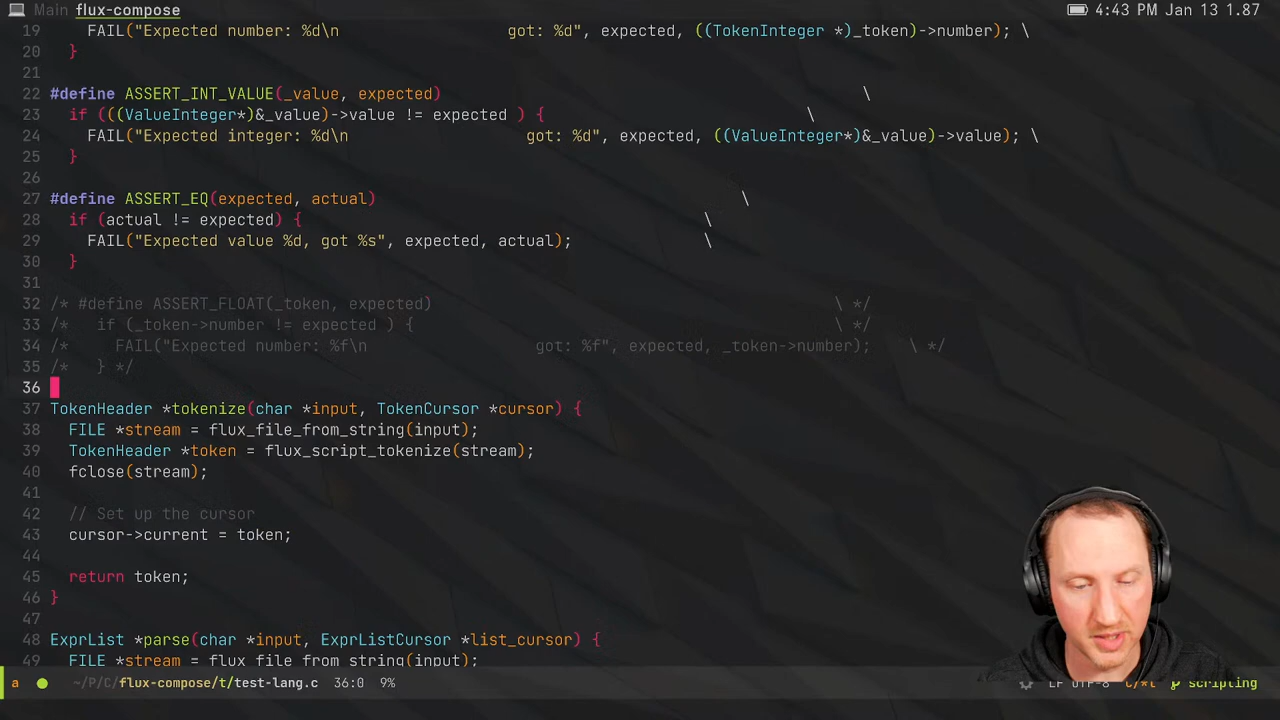 Main flux-compose 4:43 PM Jan 13 1.87
19 FAIL("Expected number: %d\n got: %d", expected, ((TokenInteger *)_token)->number); \
20 }
21
22 #define ASSERT_INT_VALUE(_value, expected) \
23 if (((ValueInteger*)&_value)->value != expected ) { \
24 FAIL("Expected integer: %d\n got: %d", expected, ((ValueInteger*)&_value)->value); \
25 }
26
27 #define ASSERT_EQ(expected, actual) \
28 if (actual != expected) { \
29 FAIL("Expected value %d, got %s", expected, actual); \
30 }
31
32 /* #define ASSERT_FLOAT(_token, expected) \ */
33 /* if (_token->number != expected ) { \ */
34 /* FAIL("Expected number: %f\n got: %f", expected, _token->number); \ */
35 /* } */
36
37 TokenHeader *tokenize(char *input, TokenCursor *cursor) {
38 FILE *stream = flux_file_from_string(input);
39 TokenHeader *token = flux_script_tokenize(stream);
40 fclose(stream);
41
42 // Set up the cursor
43 cursor->current = token;
44
45 return token;
46 }
47
48 ExprList *parse(char *input, ExprListCursor *list_cursor) {
49 FILE *stream = flux_file_from_string(input);
a ~/P/C/flux-compose/t/test-lang.c 36:0 9% LF UTF-8 C/*l scripting